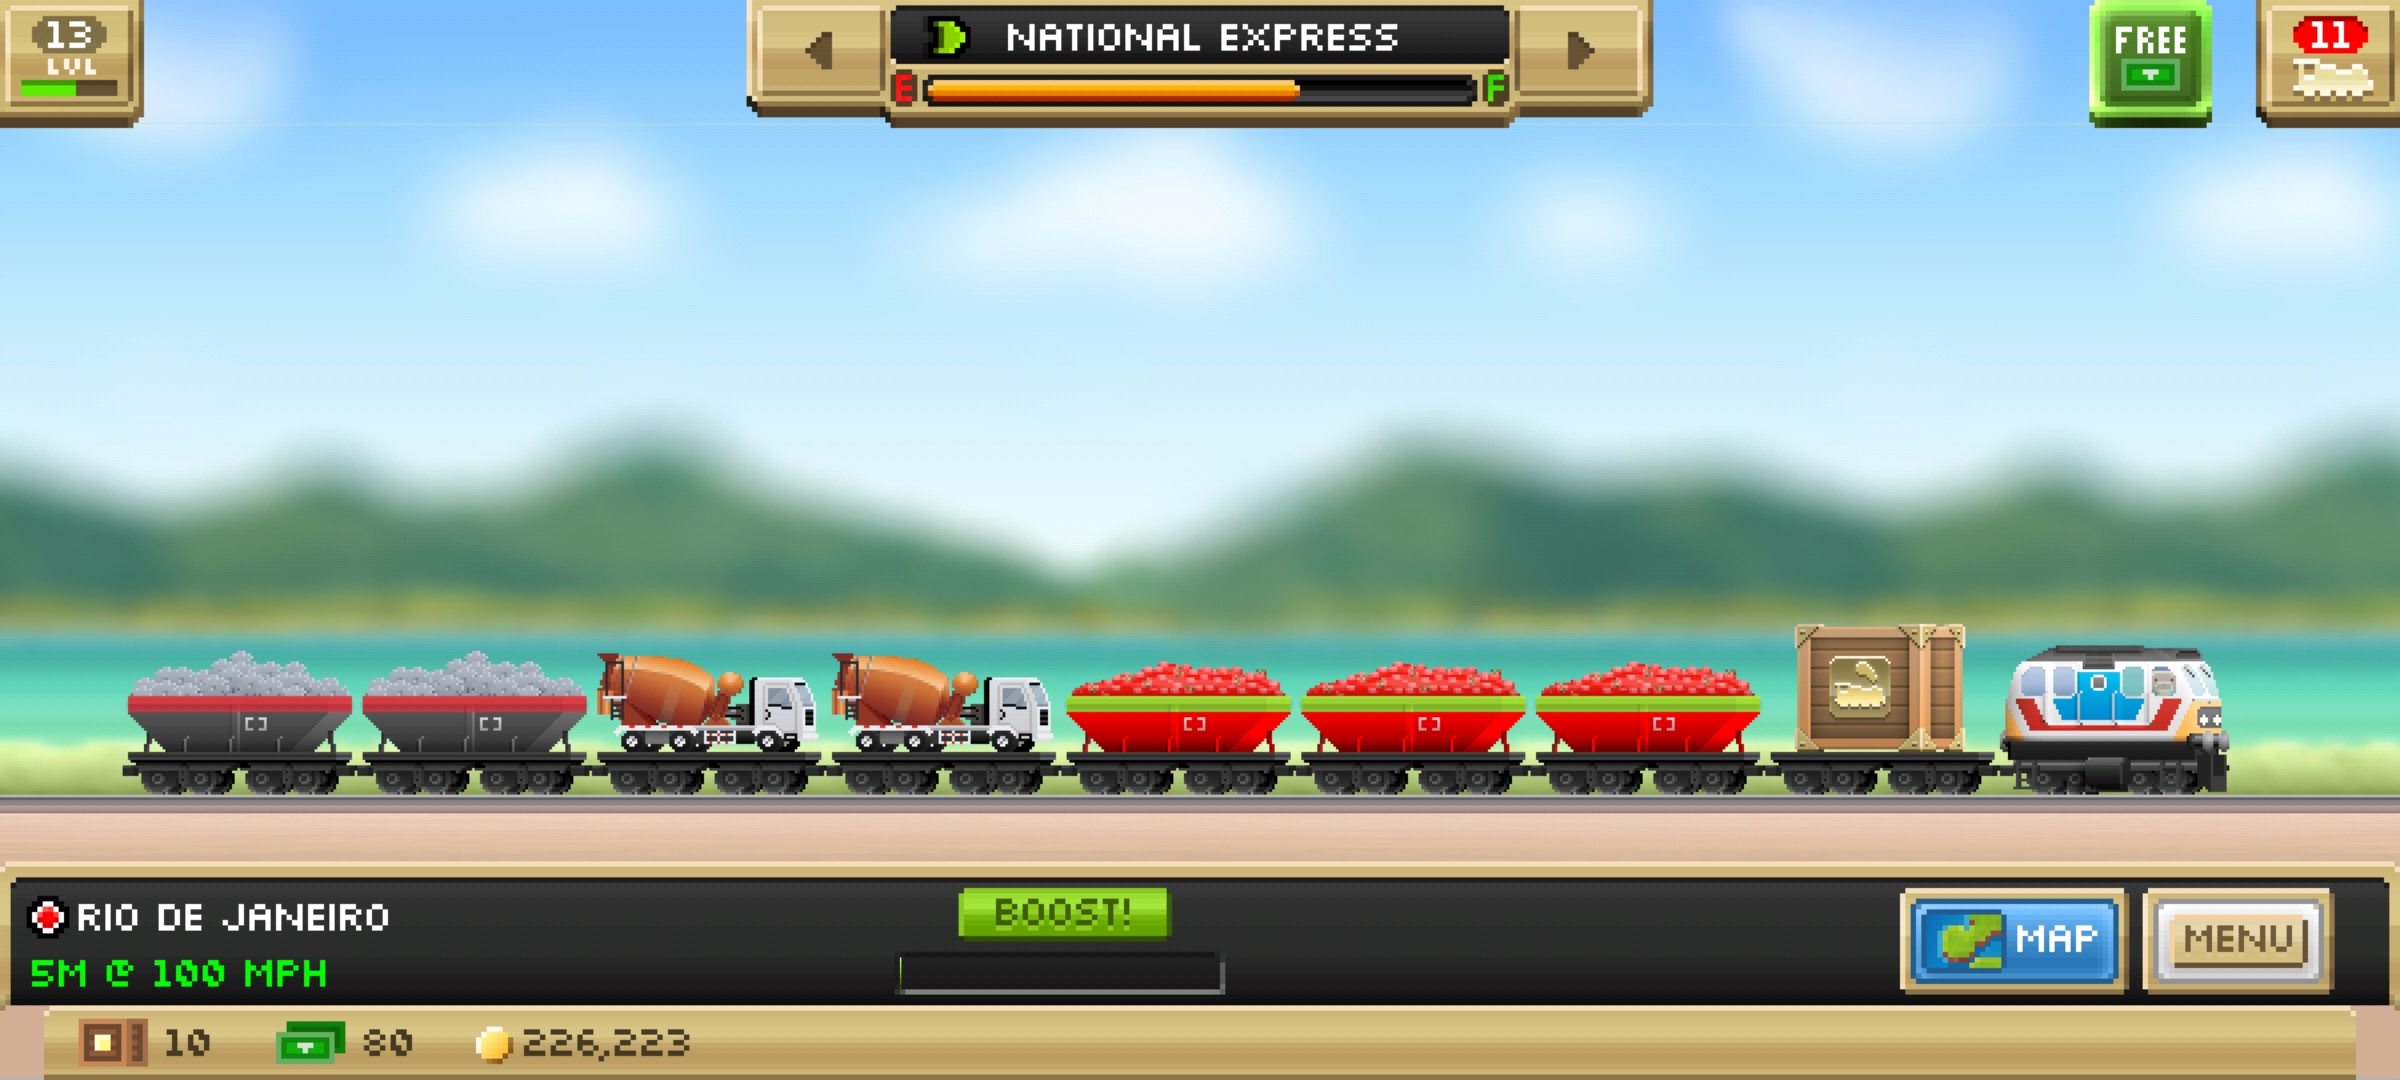 13
LVL
NATIONAL EXPRESS
E F
FREE
11
RIO DE JANEIRO
5M @ 100 MPH
BOOST!
MAP
MENU
10 80 226,223